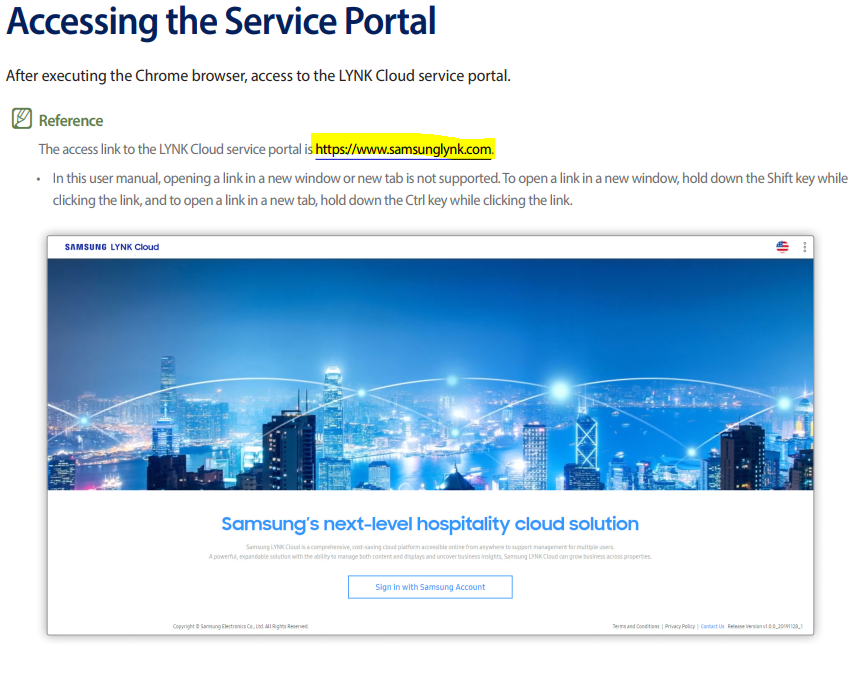 Accessing the Service Portal
After executing the Chrome browser, access to the LYNK Cloud service portal.
Reference
The access link to the LYNK Cloud service portal is https://www.samsunglynk.com.
• In this user manual, opening a link in a new window or new tab is not supported. To open a link in a new window, hold down the Shift key while
clicking the link, and to open a link in a new tab, hold down the Ctrl key while clicking the link.
SAMSUNG LYNK Cloud
Samsung's next-level hospitality cloud solution
Samsung LYNK Cloud is a comprehensive, cost-saving cloud platform accessible online from anywhere to support management for multiple users.
A powerful, expandable solution with the ability to manage both content and displays and uncover business insights, Samsung LYNK Cloud can grow business across properties.
Sign in with Samsung Account
Copyright © Samsung Electronics Co., Ltd. All Rights Reserved.
Terms and Conditions | Privacy Policy | Contact Us Release Version v1.0.0_20191128_1